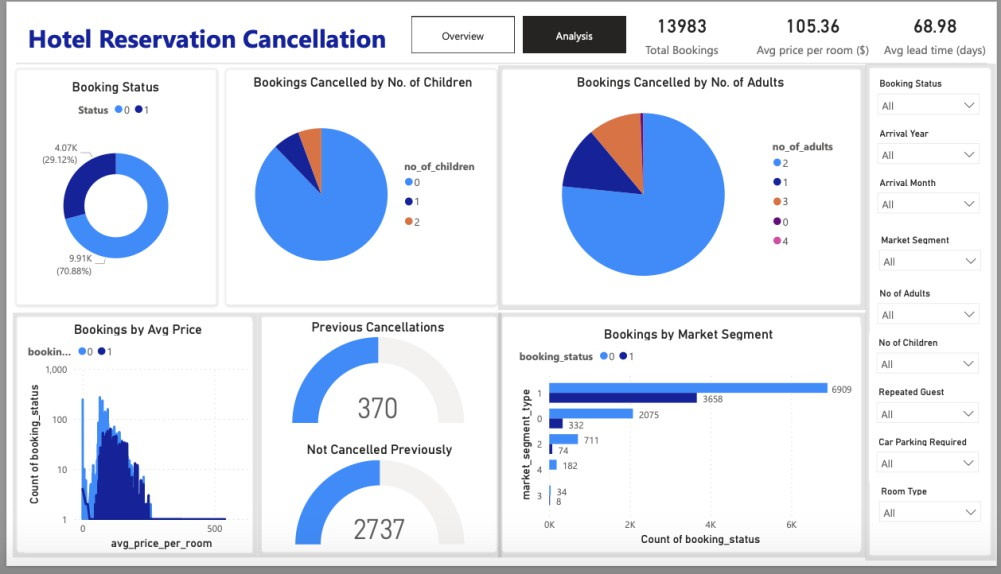 Hotel Reservation Cancellation
Overview
Analysis
13983
Total Bookings
105.36
Avg price per room ($)
68.98
Avg lead time (days)
Booking Status
Status 0 1
4.07K
(29.12%)
9.91K
(70.88%)
Bookings Cancelled by No. of Children
no_of_children
0
1
2
Bookings Cancelled by No. of Adults
no_of_adults
2
1
3
0
4
Booking Status
All
Arrival Year
All
Arrival Month
All
Market Segment
All
No of Adults
All
No of Children
All
Repeated Guest
All
Car Parking Required
All
Room Type
All
Bookings by Avg Price
bookin... 0 1
Count of booking_status
1,000
100
10
1
0
500
avg_price_per_room
Previous Cancellations
370
Not Cancelled Previously
2737
Bookings by Market Segment
booking_status 0 1
market_segment_type
1
6909
3658
0
2075
332
2
711
74
4
182
3
34
8
0K
2K
4K
6K
Count of booking_status